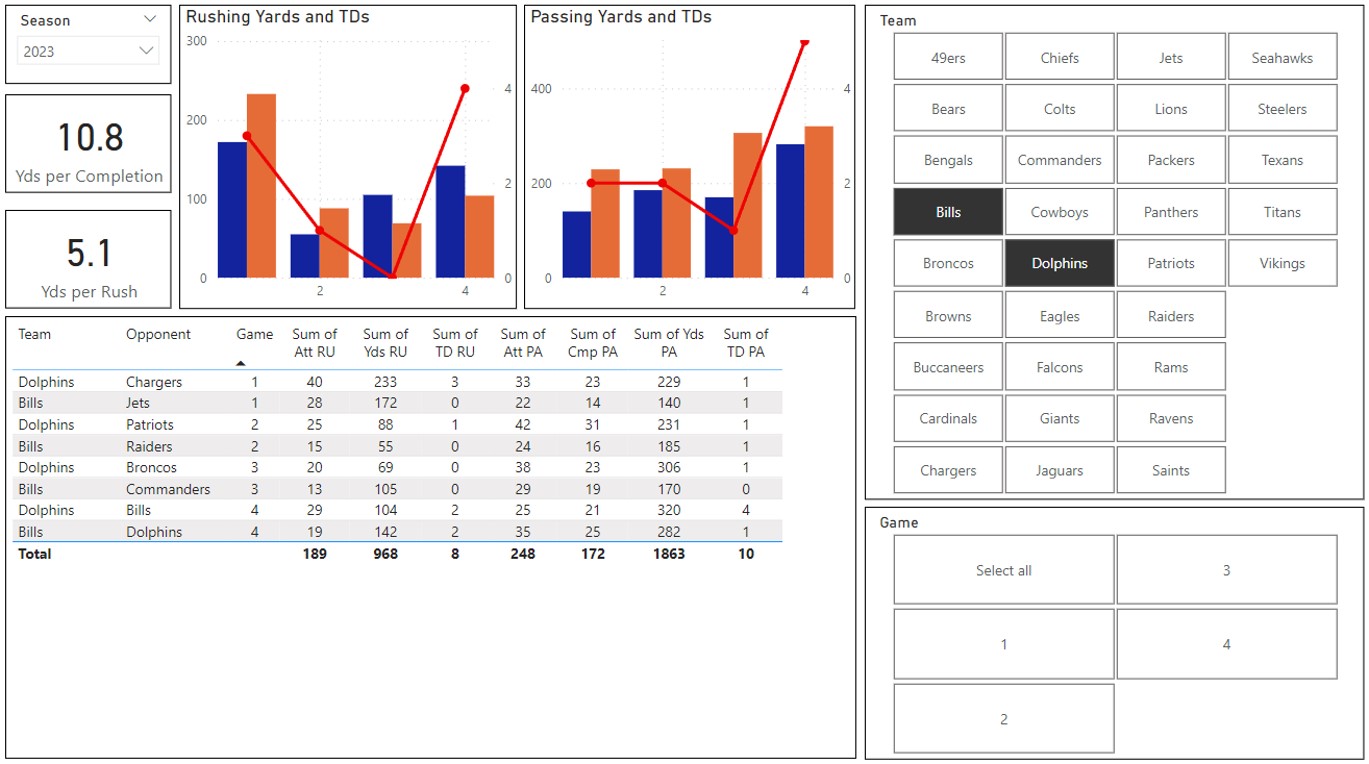 Season
2023
10.8
Yds per Completion
5.1
Yds per Rush
Rushing Yards and TDs
300
200
100
0
4
2
0
2 4
Passing Yards and TDs
400
200
0
4
2
0
2 4
Team Opponent Game Sum of Att RU Sum of Yds RU Sum of TD RU Sum of Att PA Sum of Cmp PA Sum of Yds PA Sum of TD PA
Dolphins Chargers 1 40 233 3 33 23 229 1
Bills Jets 1 28 172 0 22 14 140 1
Dolphins Patriots 2 25 88 1 42 31 231 1
Bills Raiders 2 15 55 0 24 16 185 1
Dolphins Broncos 3 20 69 0 38 23 306 1
Bills Commanders 3 13 105 0 29 19 170 0
Dolphins Bills 4 29 104 2 25 21 320 4
Bills Dolphins 4 19 142 2 35 25 282 1
Total 189 968 8 248 172 1863 10
Team
49ers Chiefs Jets Seahawks
Bears Colts Lions Steelers
Bengals Commanders Packers Texans
Bills Cowboys Panthers Titans
Broncos Dolphins Patriots Vikings
Browns Eagles Raiders
Buccaneers Falcons Rams
Cardinals Giants Ravens
Chargers Jaguars Saints
Game
Select all 3
1 4
2